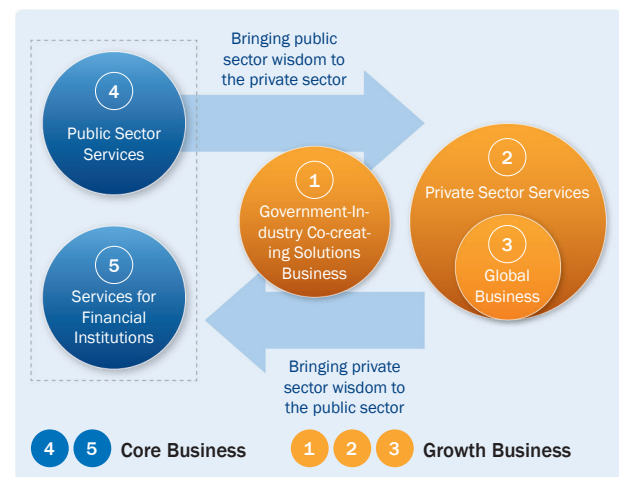 Bringing public
sector wisdom to
the private sector
4
Public Sector
Services
1
Government-In-
dustry Co-creat-
ing Solutions
Business
2
Private Sector Services
3
Global
Business
5
Services for
Financial
Institutions
Bringing private
sector wisdom to
the public sector
4 5 Core Business
1 2 3 Growth Business